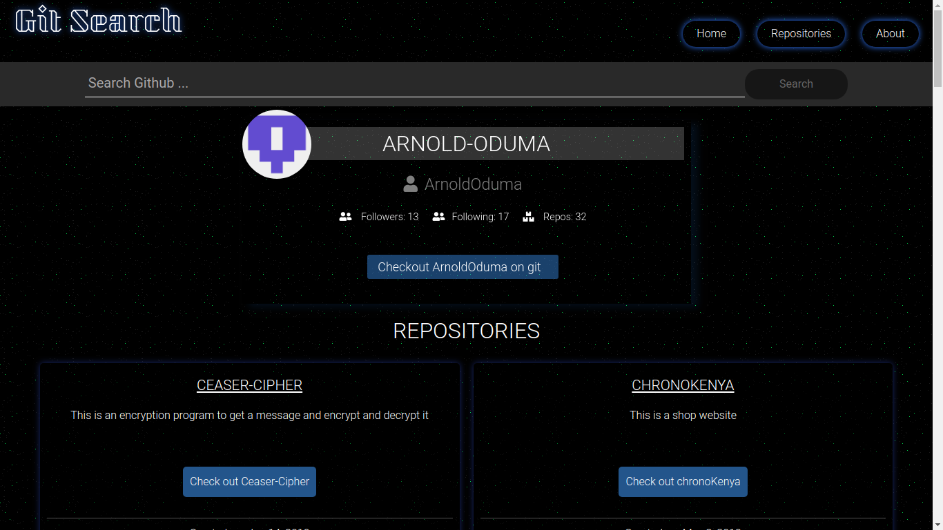 Git Search
Home Repositories About
Search Github ... Search
ARNOLD-ODUMA
ArnoldOduma
Followers: 13 Following: 17 Repos: 32
Checkout ArnoldOduma on git
REPOSITORIES
CEASER-CIPHER
This is an encryption program to get a message and encrypt and decrypt it
Check out Ceaser-Cipher
CHRONOKENYA
This is a shop website
Check out chronoKenya